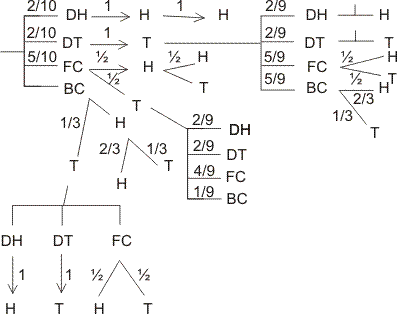 2/10 DH 1 H 1 H 2/9 DH H
2/10 DT 1 T 2/9 DT T
5/10 FC ½ H ½ H 5/9 FC ½ H
BC ½ T T 5/9 BC ½ T
1/3 H 2/3 H
1/3 T
2/9 DH
T 2/3 1/3 T 2/9 DT
H 4/9 FC
1/9 BC
DH DT FC
1 1 ½ ½
H T H T